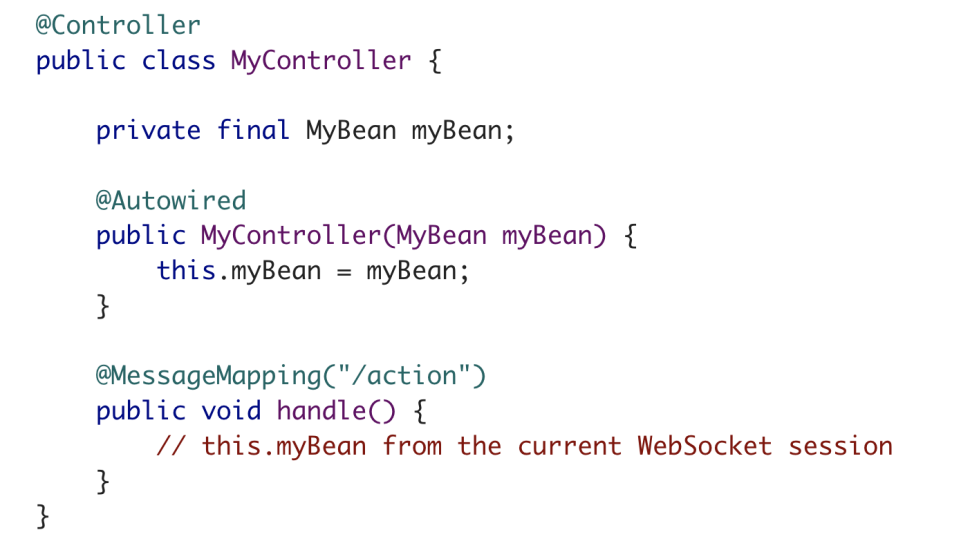 @Controller
public class MyController {
private final MyBean myBean;
@Autowired
public MyController(MyBean myBean) {
this.myBean = myBean;
}
@MessageMapping("/action")
public void handle() {
// this.myBean from the current WebSocket session
}
}